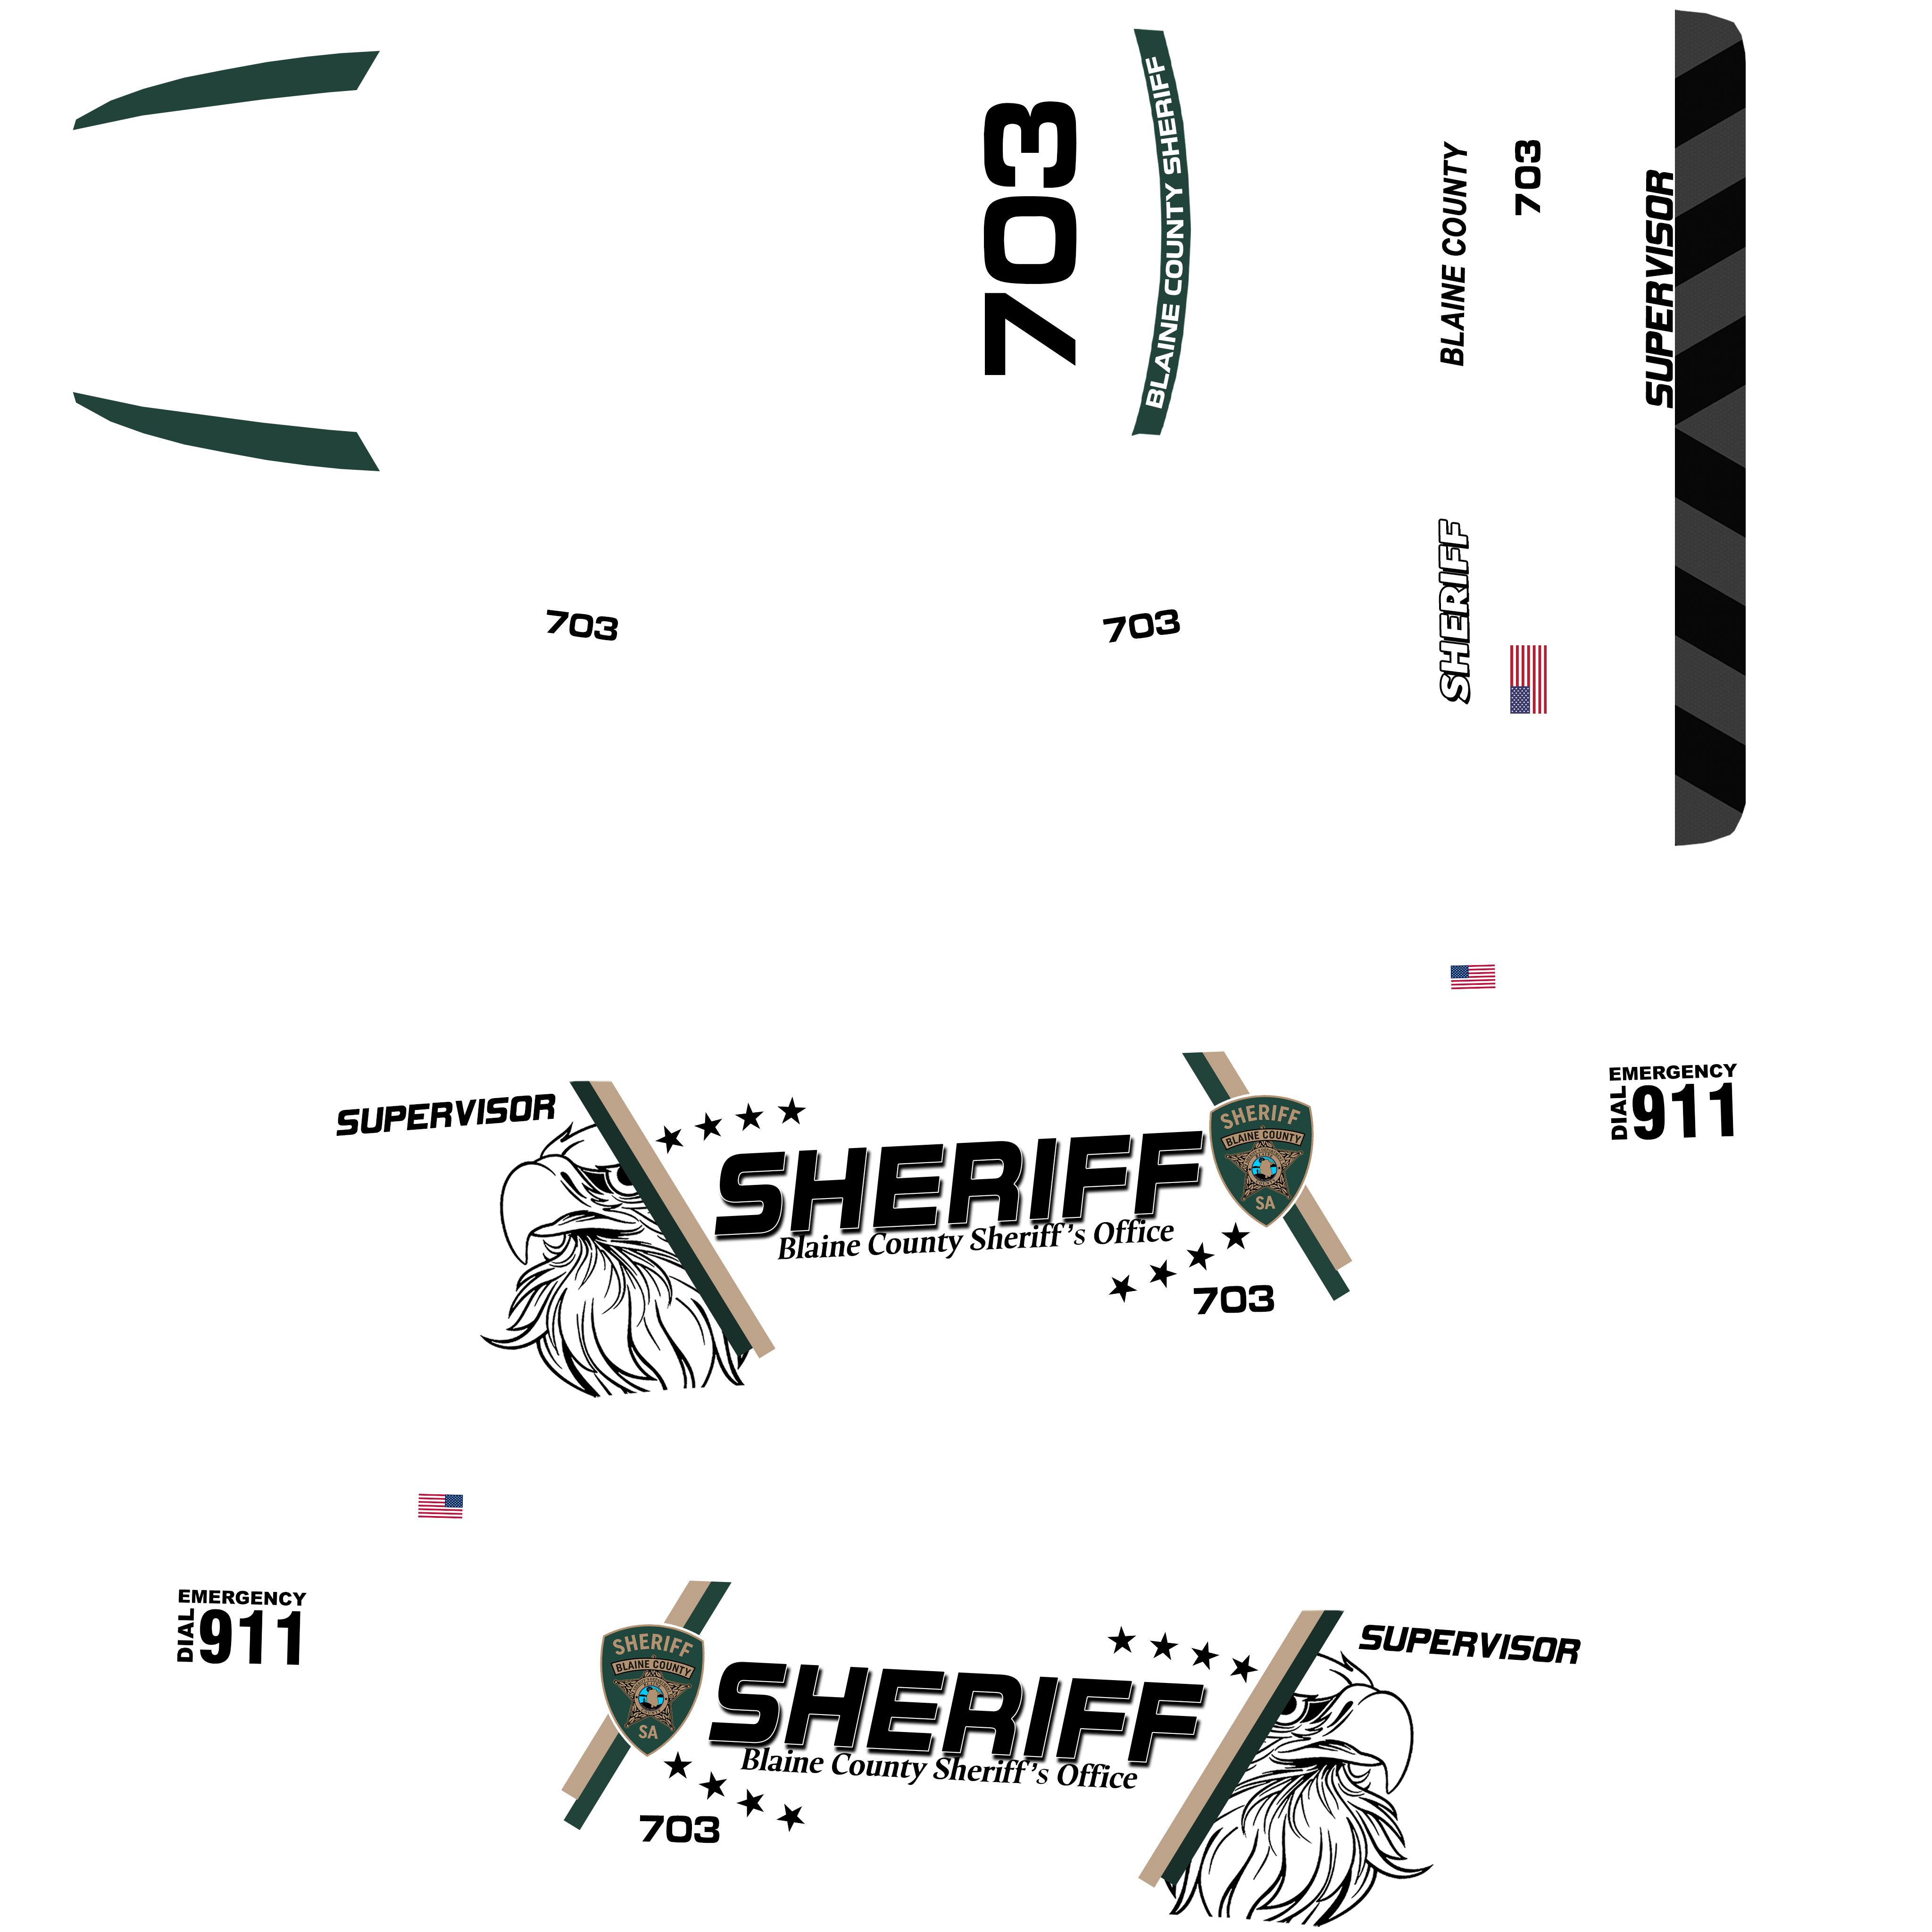 703
BLAINE COUNTY SHERIFF
BLAINE COUNTY
703
SUPERVISOR
SHERIFF
703
703
SUPERVISOR
SHERIFF
Blaine County Sheriff's Office
SHERIFF
BLAINE COUNTY
SA
703
EMERGENCY
DIAL
911
EMERGENCY
DIAL
911
SHERIFF
BLAINE COUNTY
SA
SHERIFF
Blaine County Sheriff's Office
703
SUPERVISOR